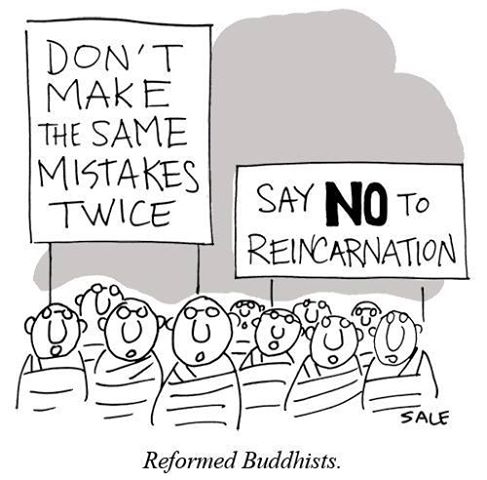 DON'T
MAKE
THE SAME
MISTAKES
TWICE
SAY NO TO
REINCARNATION
SALE
Reformed Buddhists.